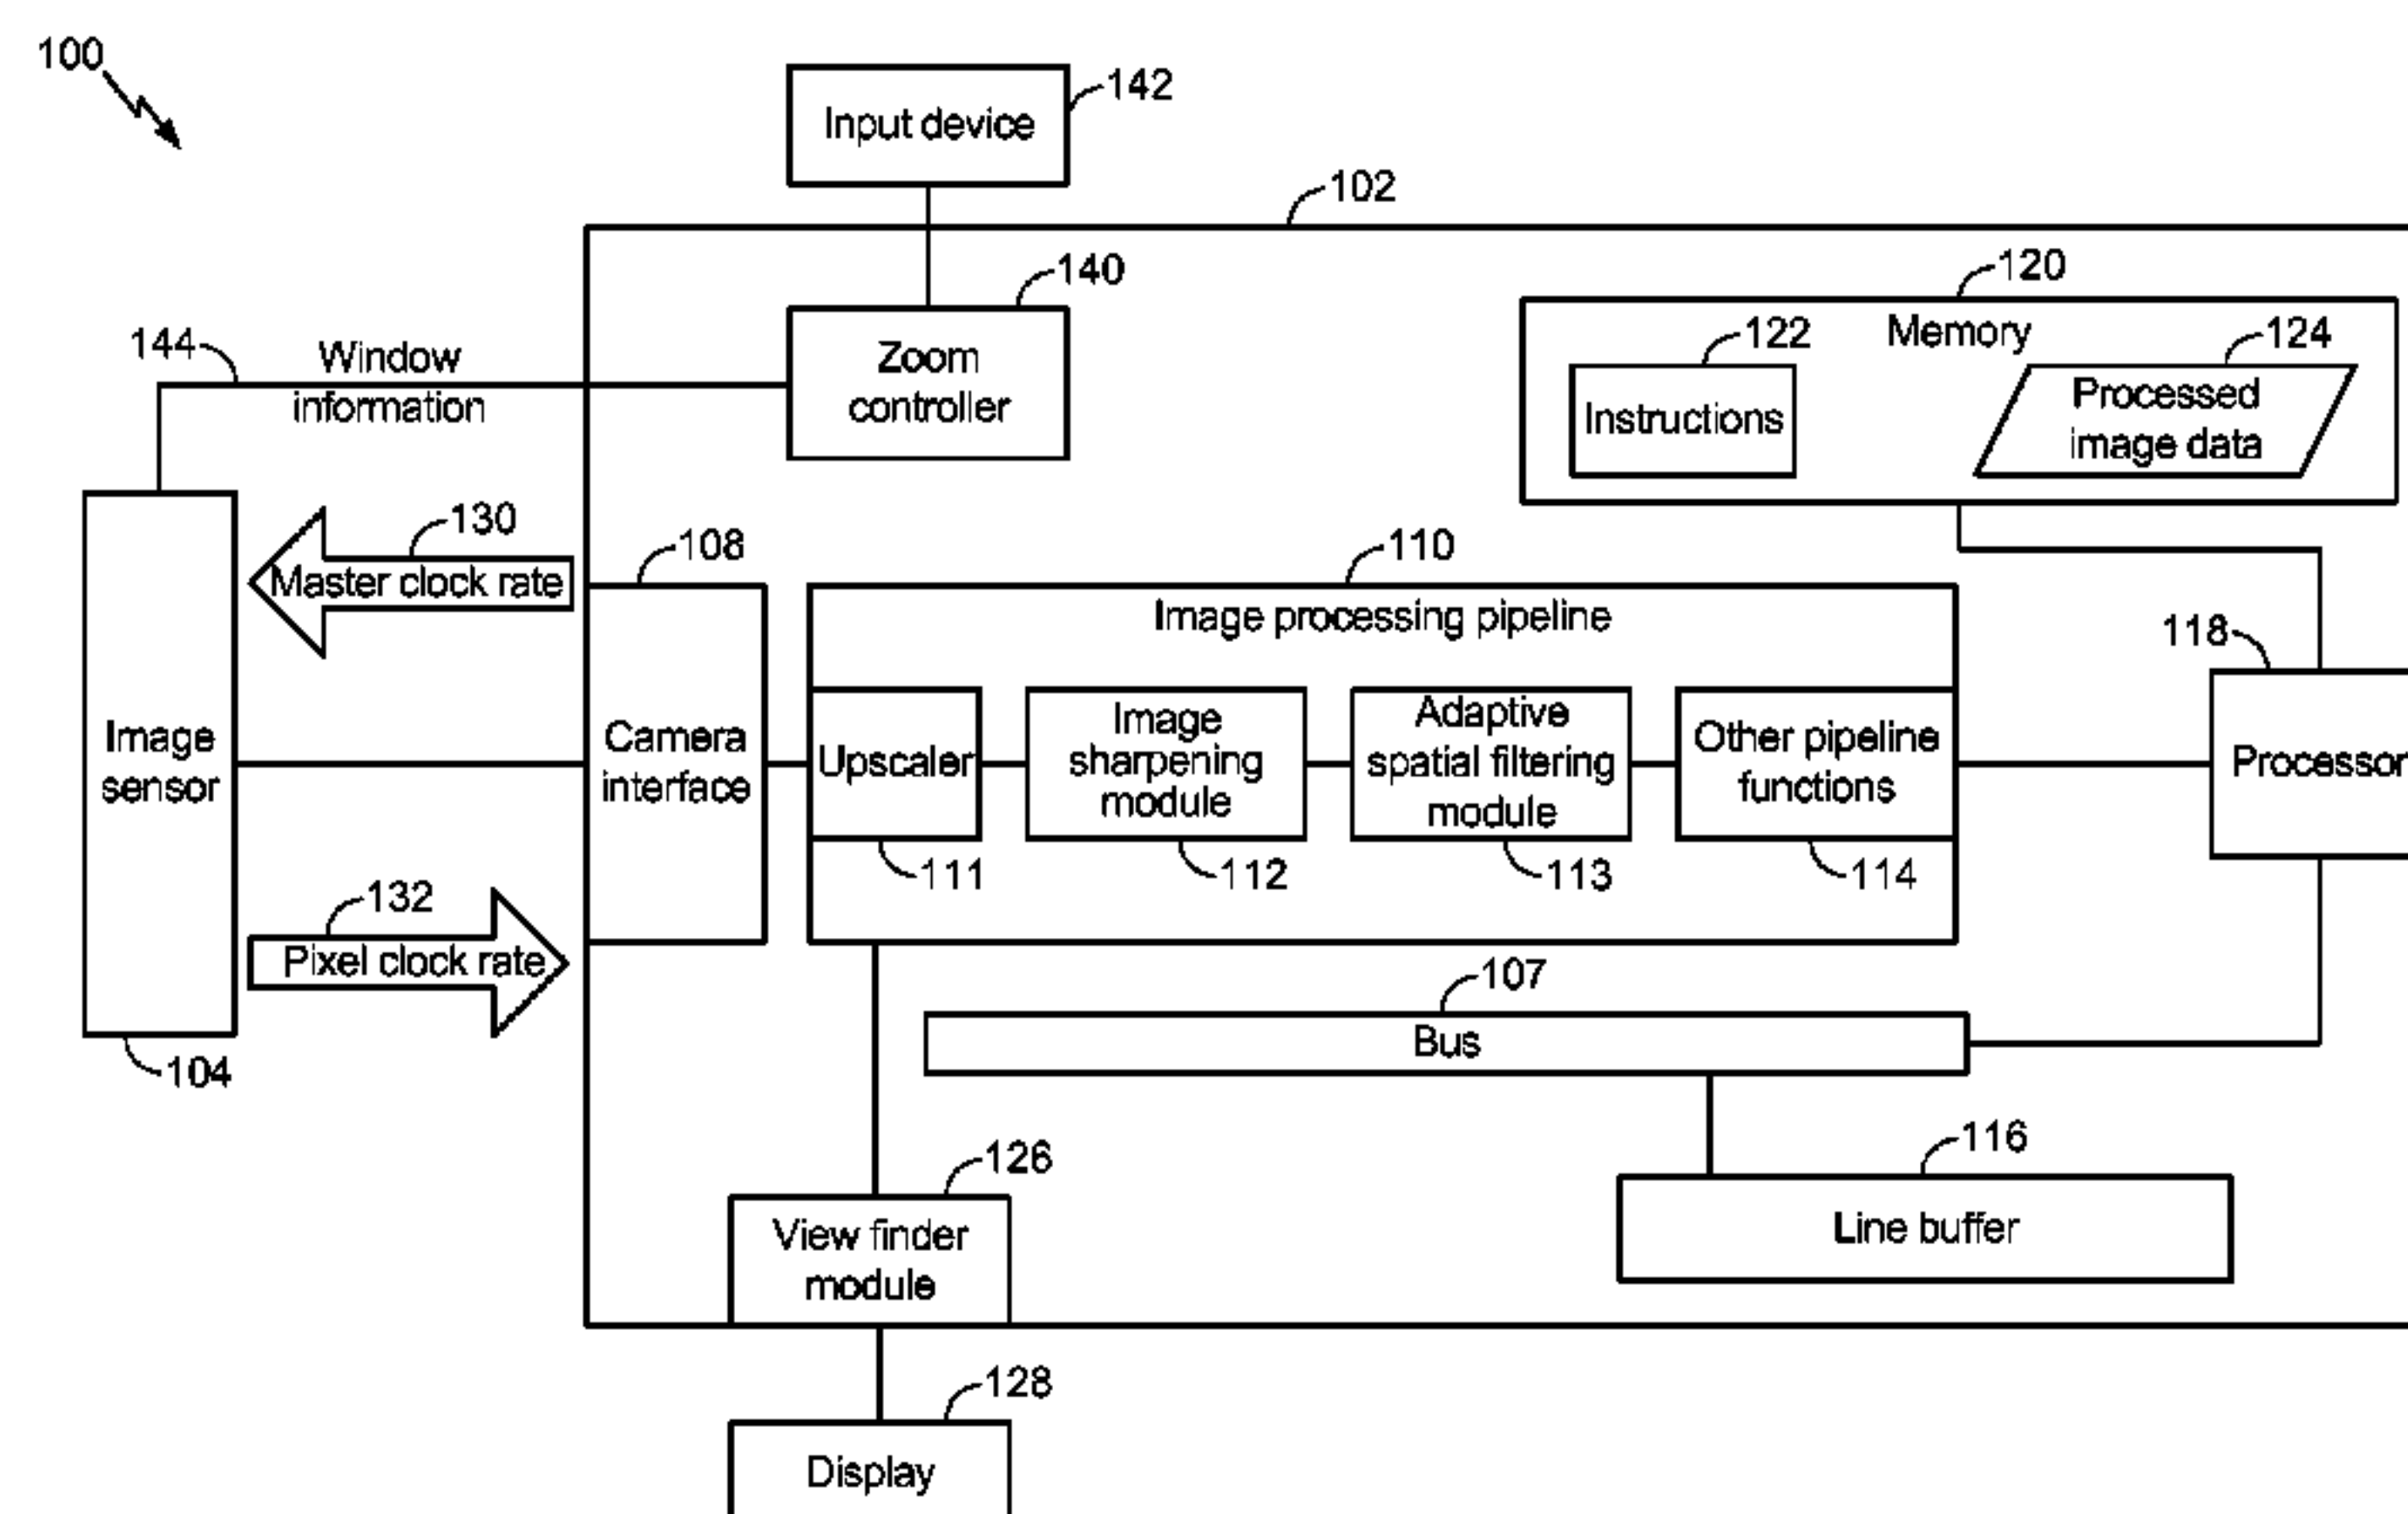 100
Input device
142
102
140
Zoom
controller
144
Window
information
120
Memory
122
Instructions
124
Processed
image data
130
Master clock rate
108
Camera
interface
110
Image processing pipeline
Upscaler
111
Image
sharpening
module
112
Adaptive
spatial filtering
module
113
Other pipeline
functions
114
118
Processor
Image
sensor
104
132
Pixel clock rate
107
Bus
116
Line buffer
126
View finder
module
128
Display